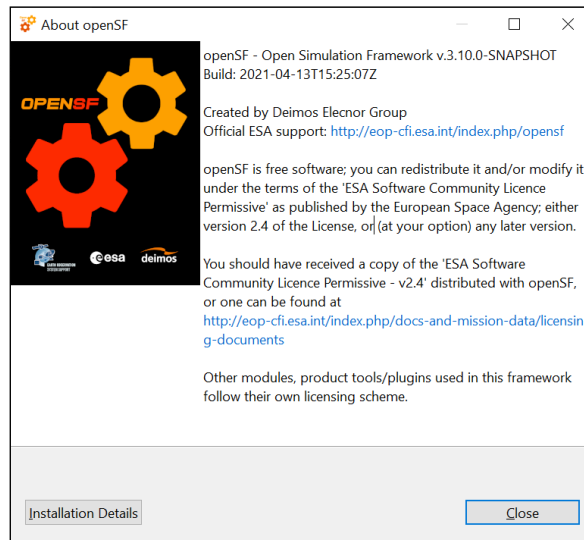 About openSF
openSF - Open Simulation Framework v.3.10.0-SNAPSHOT
Build: 2021-04-13T15:25:07Z
Created by Deimos Elecnor Group
Official ESA support: http://eop-cfi.esa.int/index.php/opensf
openSF is free software; you can redistribute it and/or modify it
under the terms of the 'ESA Software Community Licence
Permissive' as published by the European Space Agency; either
version 2.4 of the License, or (at your option) any later version.
You should have received a copy of the 'ESA Software
Community Licence Permissive - v2.4' distributed with openSF,
or one can be found at
http://eop-cfi.esa.int/index.php/docs-and-mission-data/licensin
g-documents
Other modules, product tools/plugins used in this framework
follow their own licensing scheme.
OPENSF
EARTH OBSERVATION
SYSTEM SUPPORT
esa
deimos
Installation Details
Close